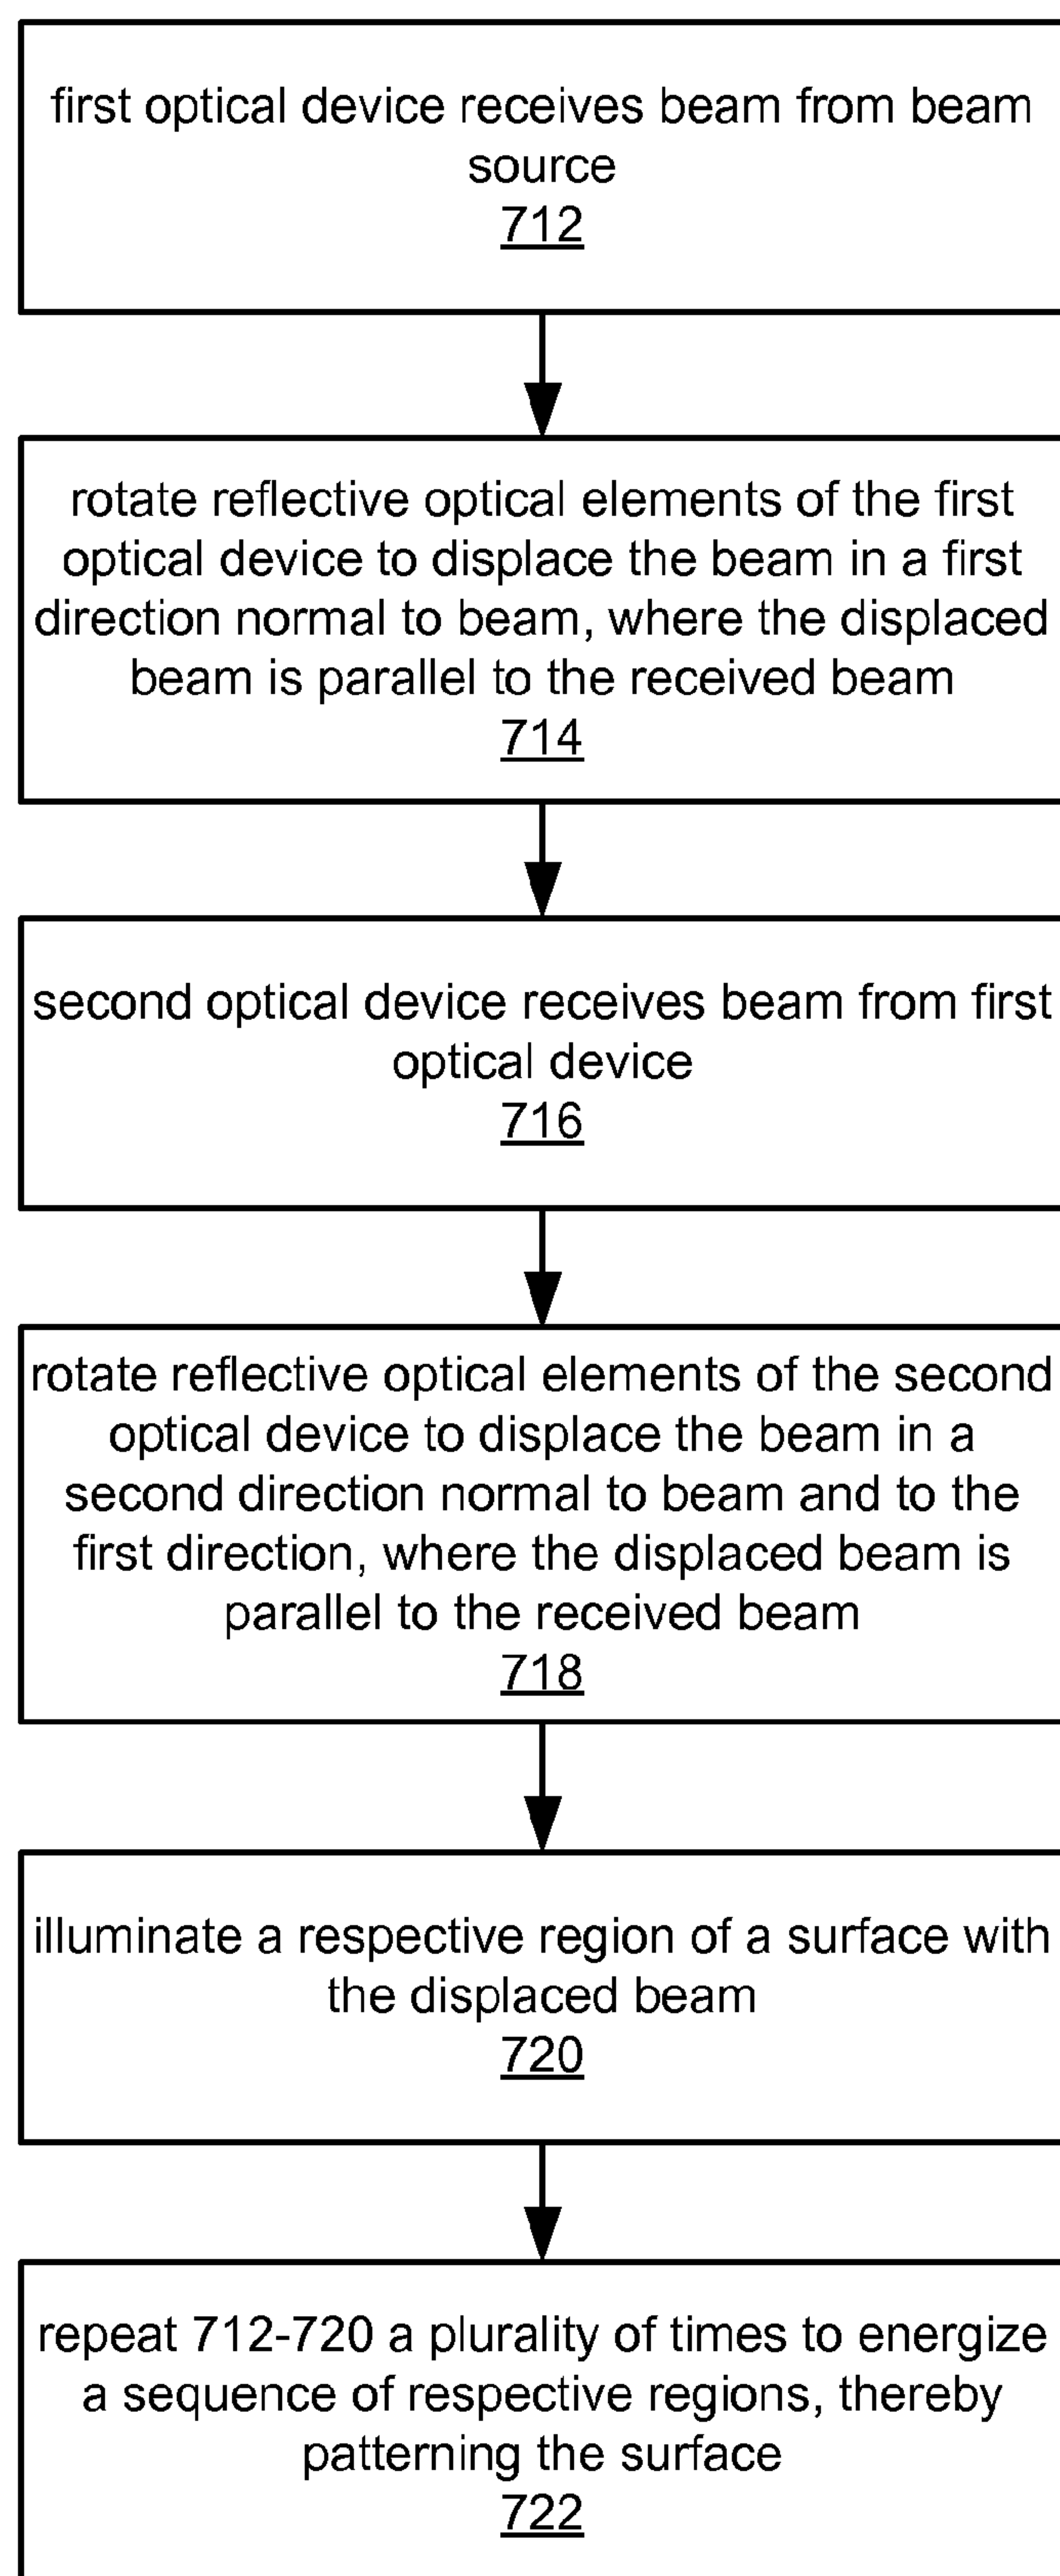 first optical device receives beam from beam
source
712
rotate reflective optical elements of the first
optical device to displace the beam in a first
direction normal to beam, where the displaced
beam is parallel to the received beam
714
second optical device receives beam from first
optical device
716
rotate reflective optical elements of the second
optical device to displace the beam in a
second direction normal to beam and to the
first direction, where the displaced beam is
parallel to the received beam
718
illuminate a respective region of a surface with
the displaced beam
720
repeat 712-720 a plurality of times to energize
a sequence of respective regions, thereby
patterning the surface
722